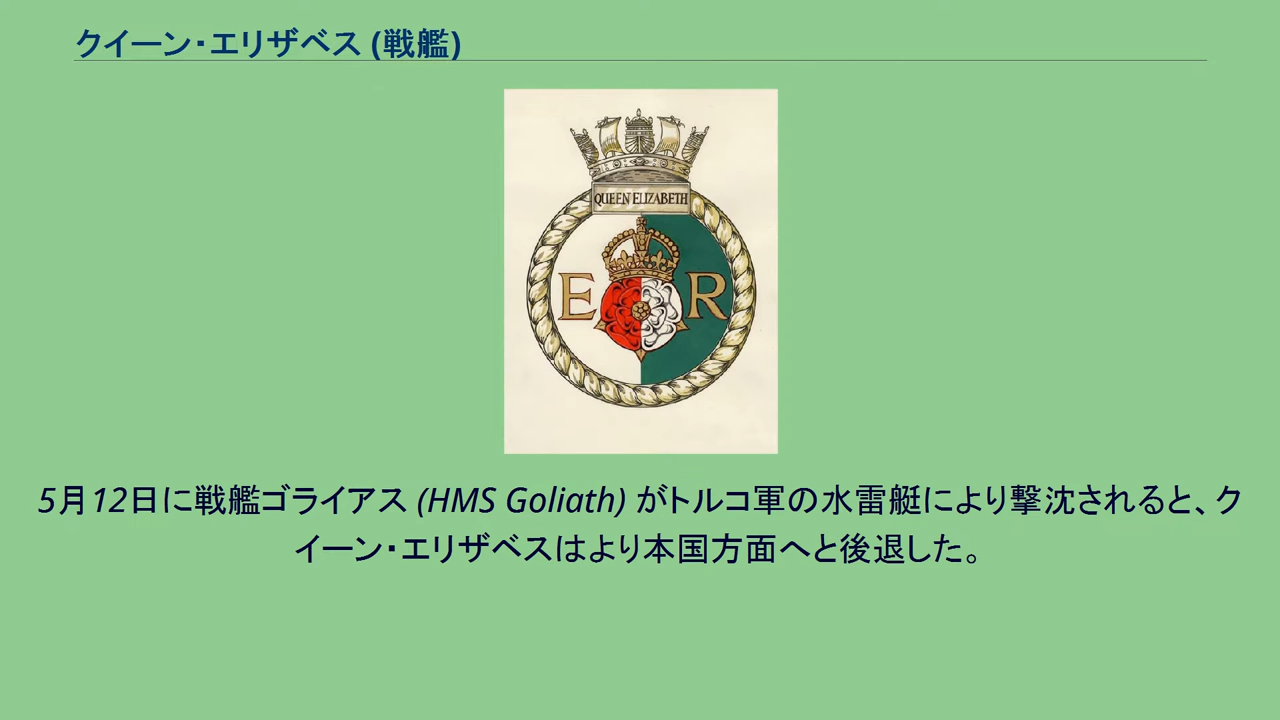 クイーン・エリザベス (戦艦)
QUEEN ELIZABETH
E R
5月12日に戦艦ゴライアス (HMS Goliath) がトルコ軍の水雷艇により撃沈されると、ク
イーン・エリザベスはより本国方面へと後退した。